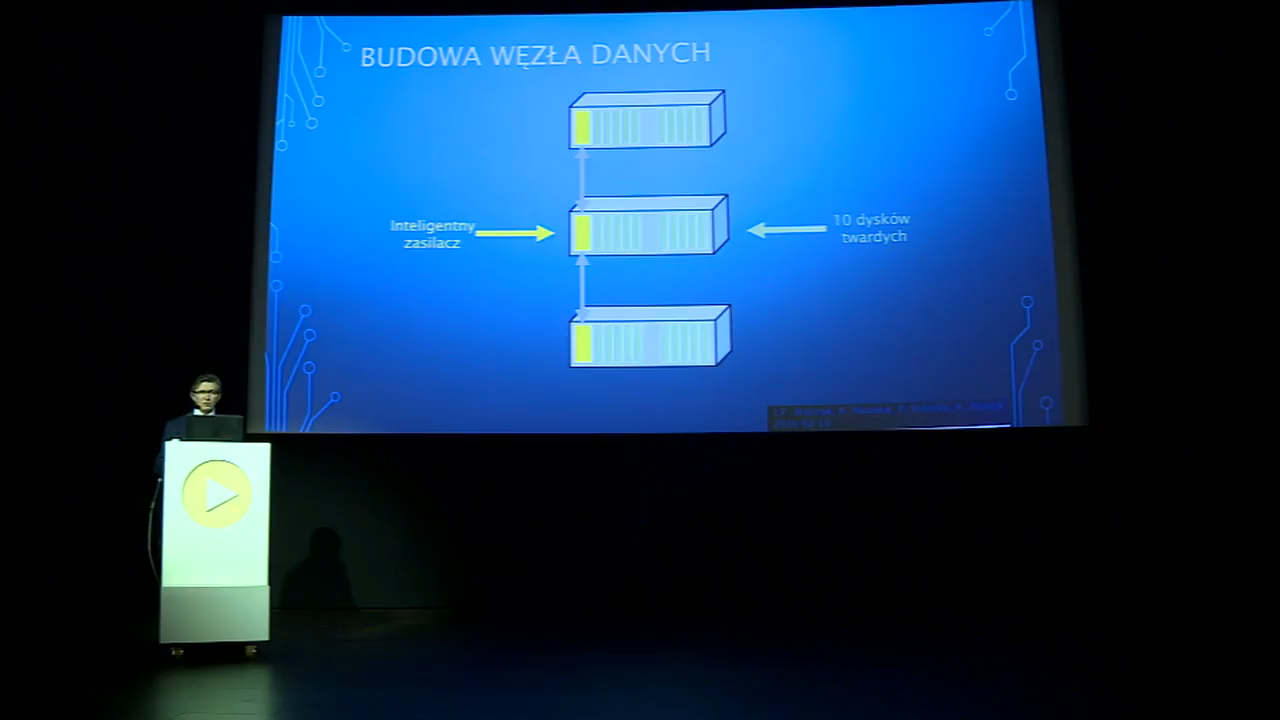 BUDOWA WĘZŁA DANYCH
Inteligentny
zasilacz
10 dysków
twardych